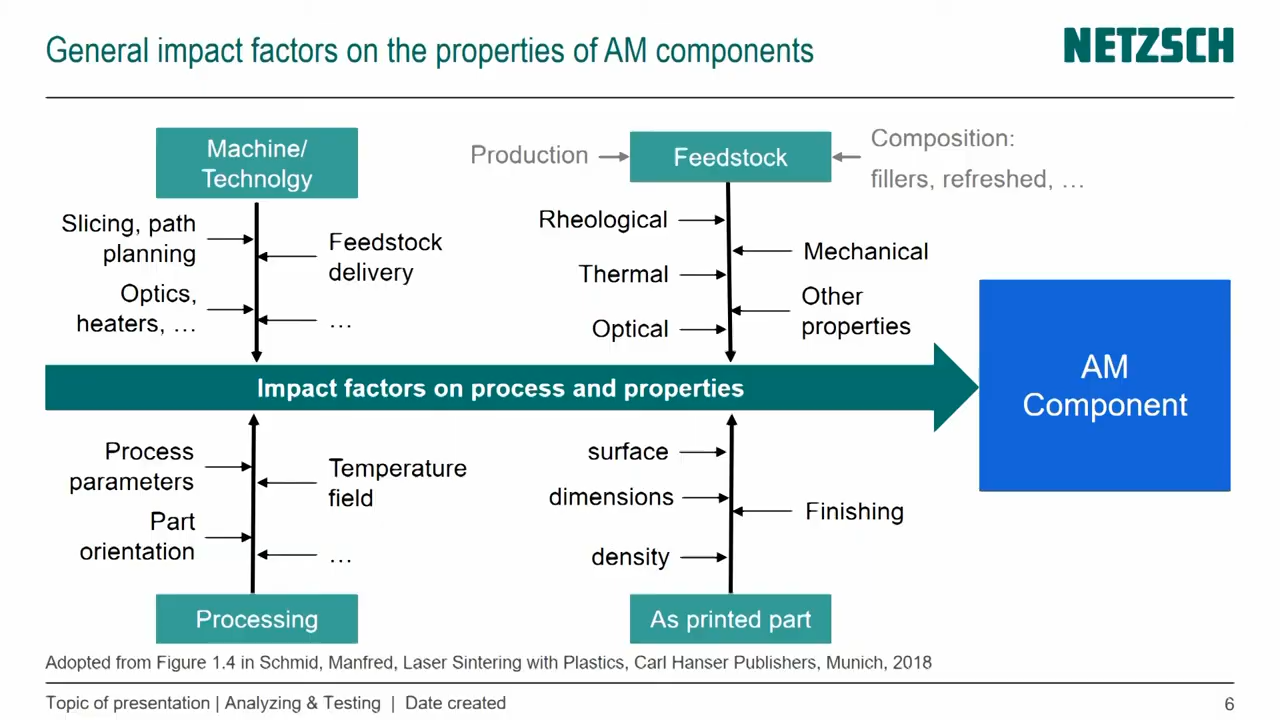 General impact factors on the properties of AM components
NETZSCH
Machine/
Technolgy
Slicing, path
planning
Feedstock
delivery
Optics,
heaters, …
…
Production
Feedstock
Composition:
fillers, refreshed, …
Rheological
Mechanical
Thermal
Other
properties
Optical
Impact factors on process and properties
AM
Component
Process
parameters
Temperature
field
Part
orientation
…
Processing
surface
dimensions
Finishing
density
As printed part
Adopted from Figure 1.4 in Schmid, Manfred, Laser Sintering with Plastics, Carl Hanser Publishers, Munich, 2018
Topic of presentation | Analyzing & Testing | Date created
6